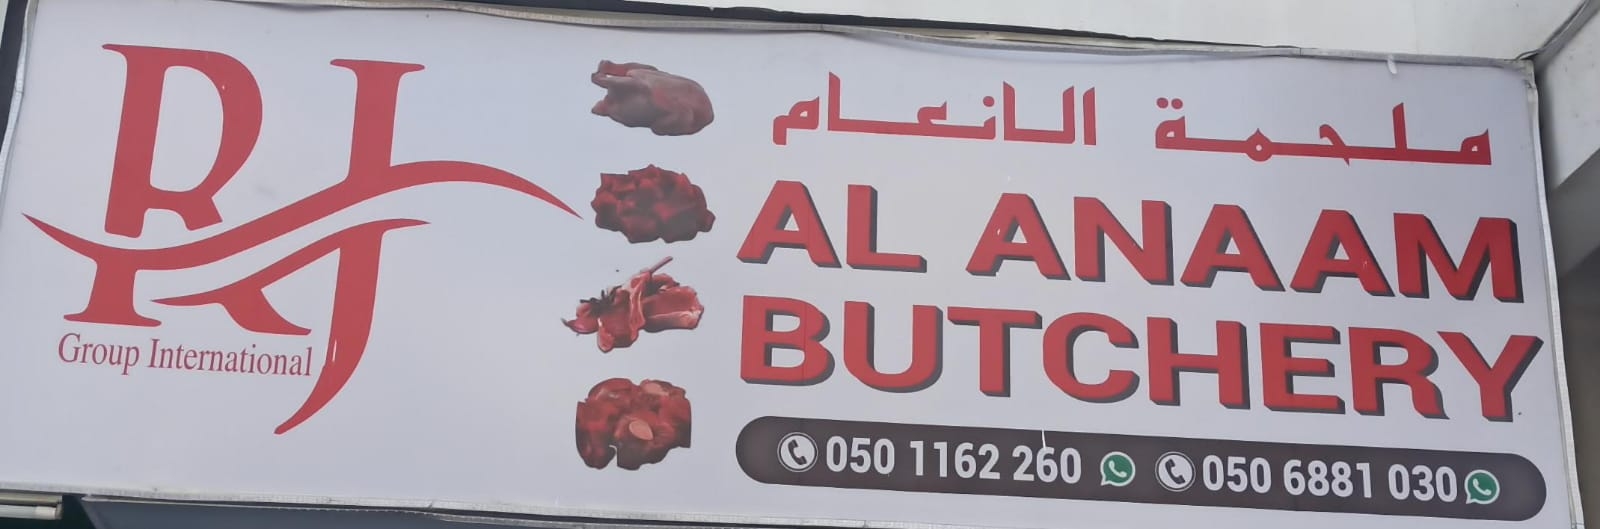 RJ
Group International
ملحمة الانعام
AL ANAAM
BUTCHERY
050 1162 260 050 6881 030